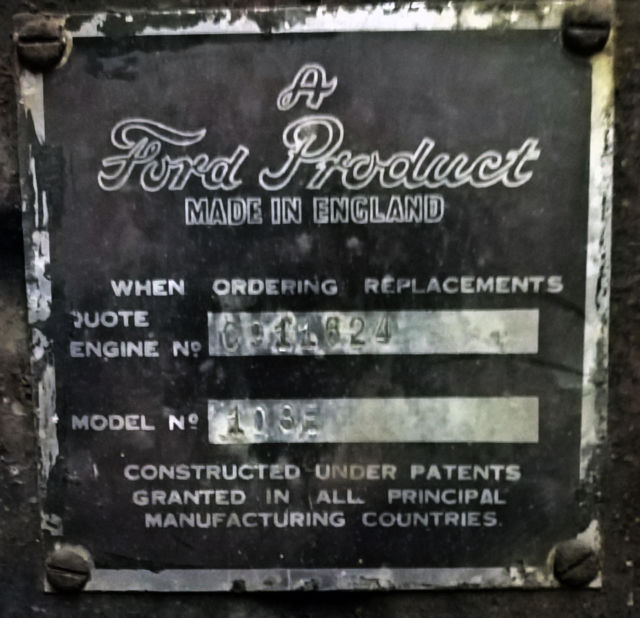 A
Ford Product
MADE IN ENGLAND
WHEN ORDERING REPLACEMENTS
QUOTE
ENGINE Nº C911624
MODEL Nº 103E
CONSTRUCTED UNDER PATENTS
GRANTED IN ALL PRINCIPAL
MANUFACTURING COUNTRIES.